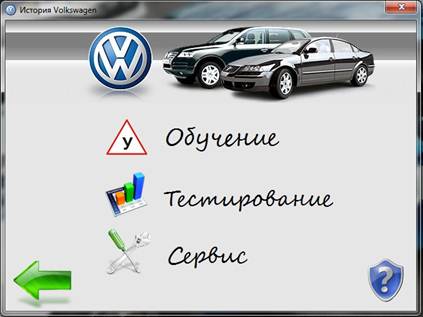 История Volkswagen
У
Обучение
Тестирование
Сервис
?